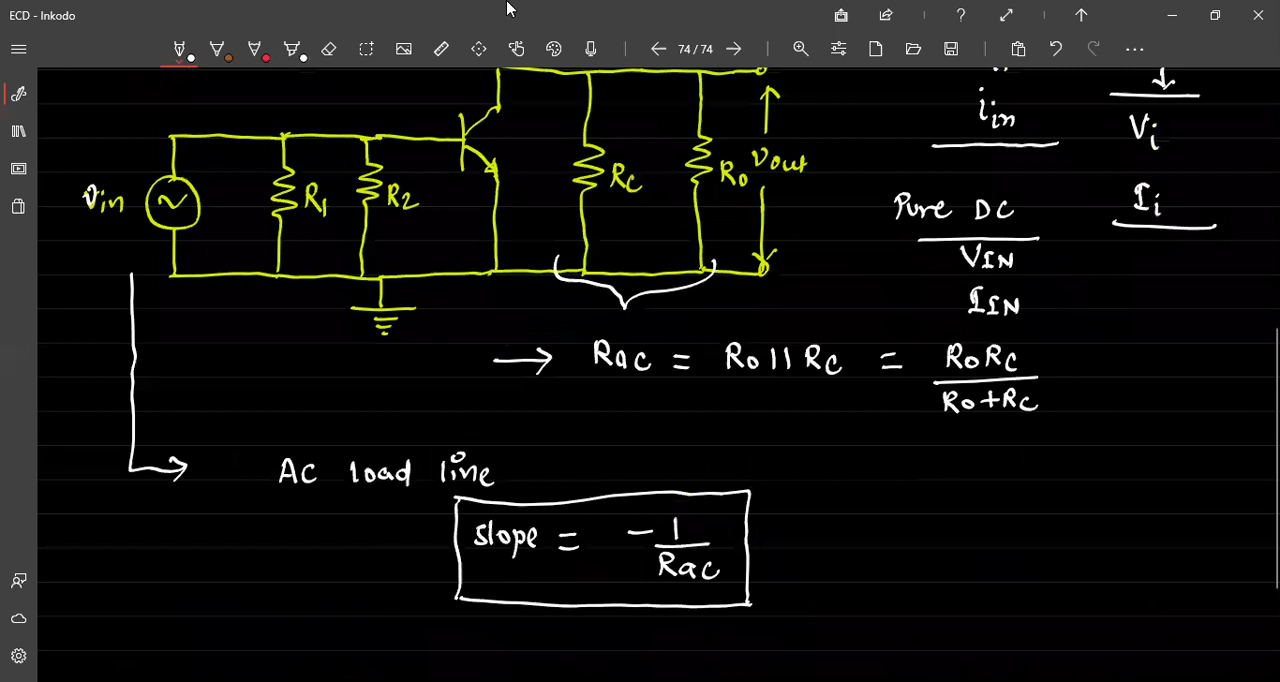 ECD - Inkodo
74 / 74
iin
Vi
Vin
R1
R2
RC
Ro
Vout
Pure DC
Ii
VIN
IIN
Rac = Ro || RC = RoRC / Ro+RC
AC load line
slope = - 1 / Rac